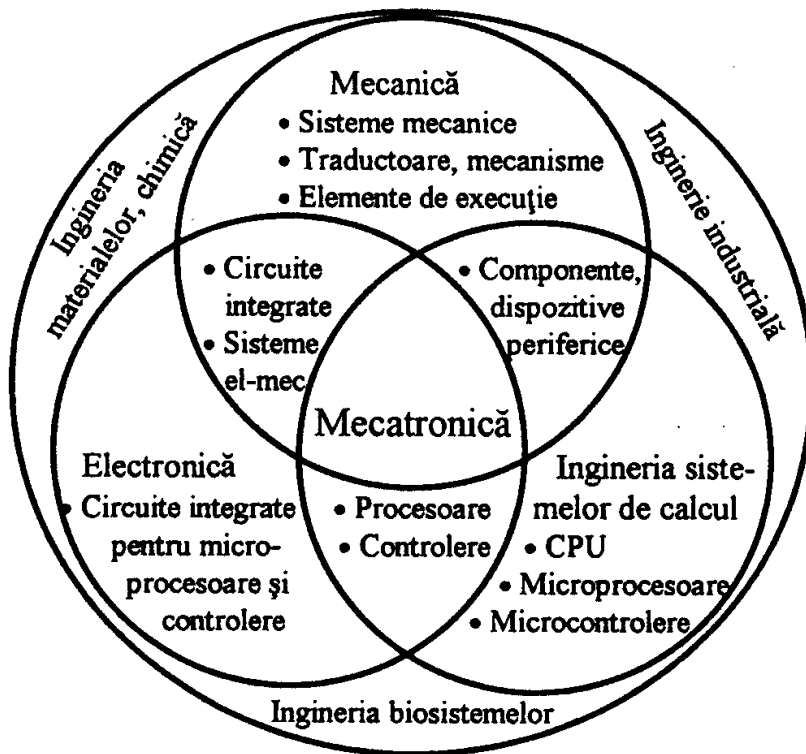 Mecanică
• Sisteme mecanice
• Traductoare, mecanisme
• Elemente de execuţie
Ingineria
materialelor, chimică
Inginerie industrială
• Circuite
integrate
• Sisteme
el-mec
• Componente,
dispozitive
periferice
Mecatronică
Electronică
• Circuite integrate
pentru micro-
procesoare şi
controlere
• Procesoare
• Controlere
Ingineria siste-
melor de calcul
• CPU
• Microprocesoare
• Microcontrolere
Ingineria biosistemelor